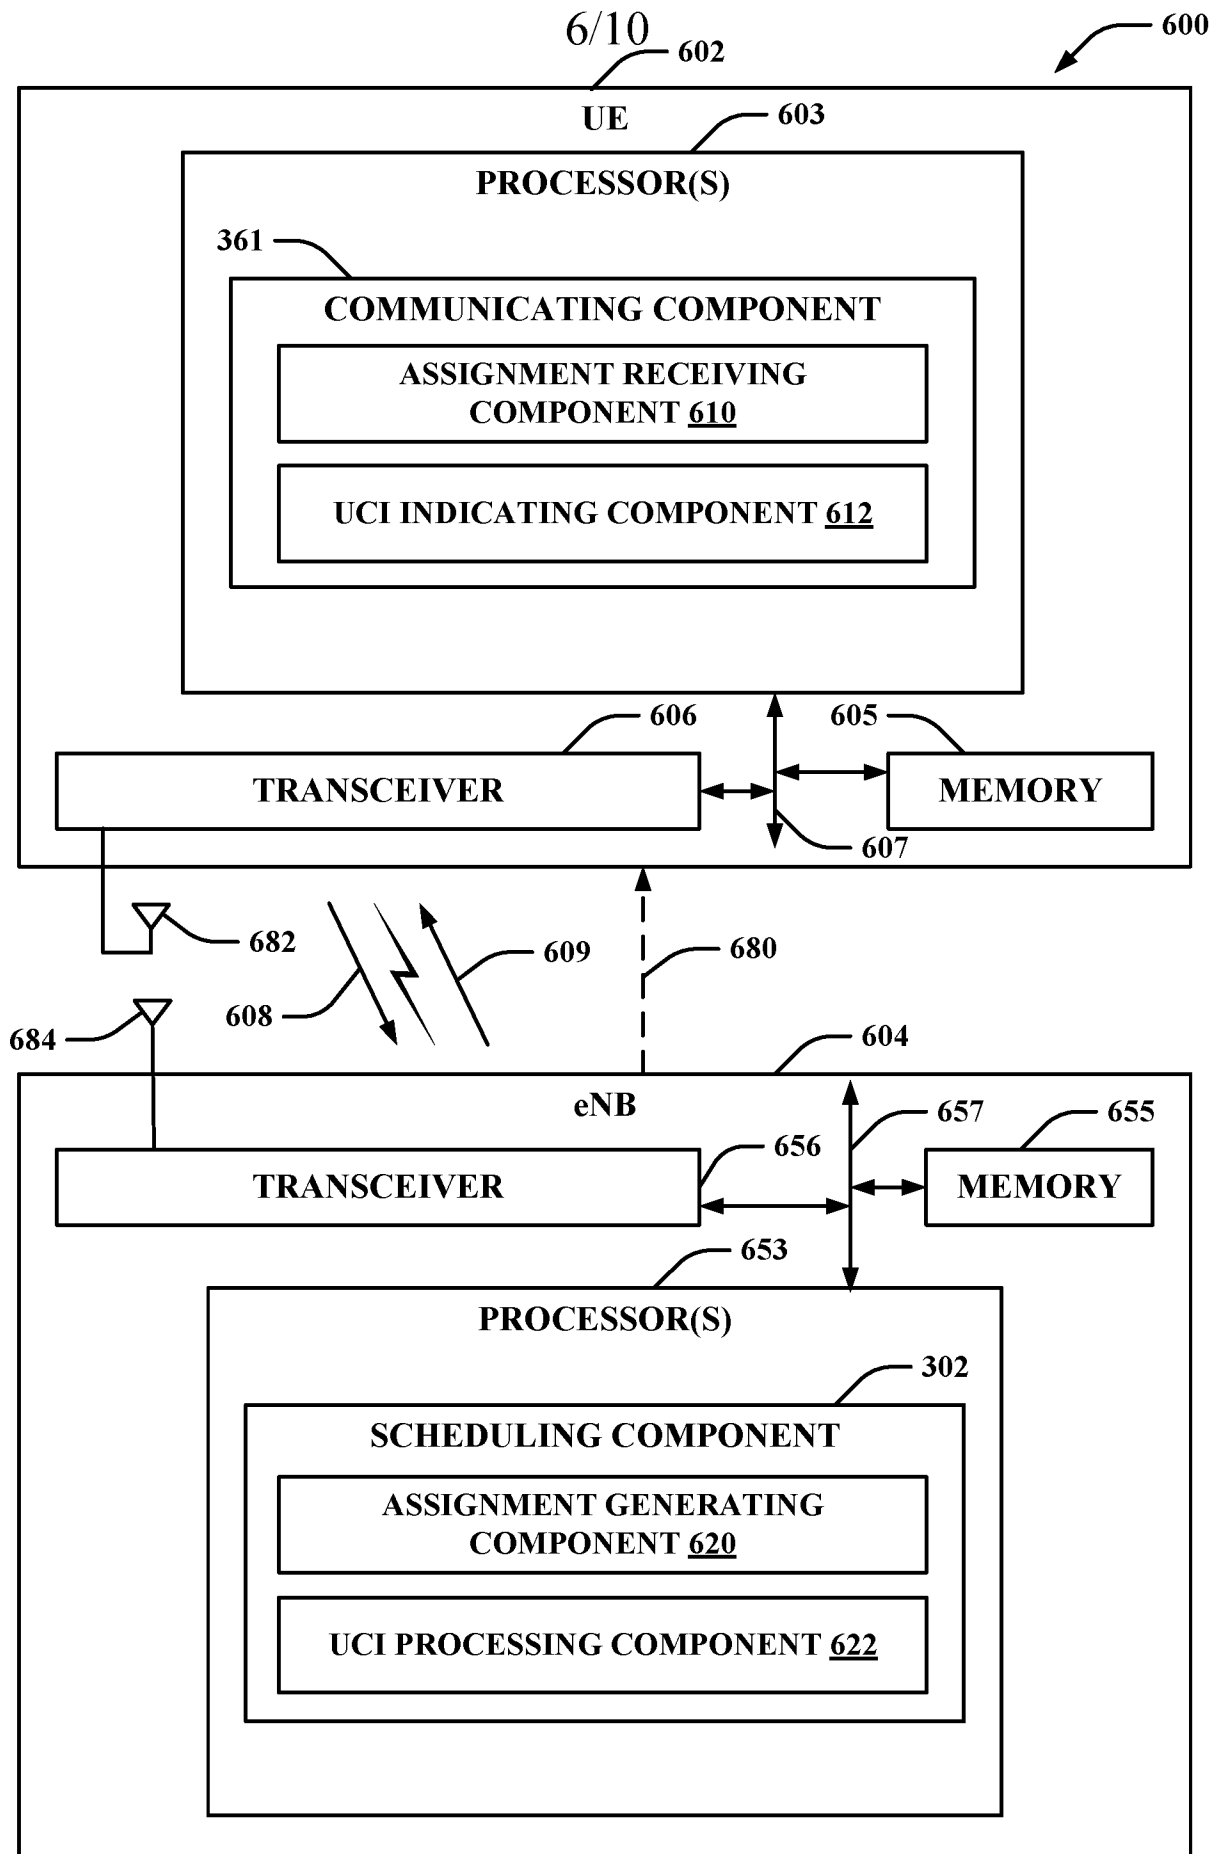 6/10
600
602
UE
603
PROCESSOR(S)
361
COMMUNICATING COMPONENT
ASSIGNMENT RECEIVING
COMPONENT 610
UCI INDICATING COMPONENT 612
606
605
TRANSCEIVER
MEMORY
607
682
609
680
608
684
604
eNB
657
655
656
TRANSCEIVER
MEMORY
653
PROCESSOR(S)
302
SCHEDULING COMPONENT
ASSIGNMENT GENERATING
COMPONENT 620
UCI PROCESSING COMPONENT 622